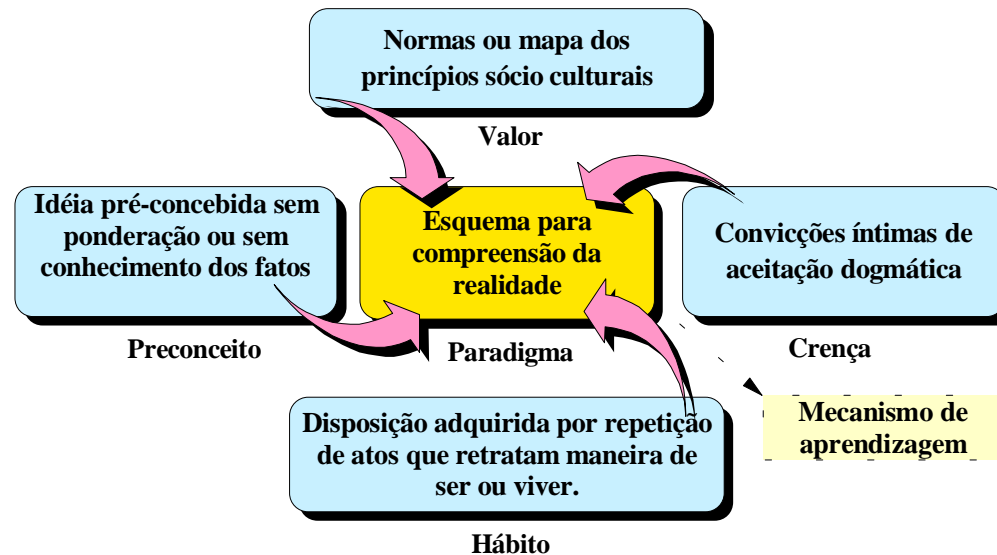 Normas ou mapa dos
princípios sócio culturais
Valor
Idéia pré-concebida sem
ponderação ou sem
conhecimento dos fatos
Preconceito
Esquema para
compreensão da
realidade
Paradigma
Convicções íntimas de
aceitação dogmática
Crença
Disposição adquirida por repetição
de atos que retratam maneira de
ser ou viver.
Hábito
Mecanismo de
aprendizagem